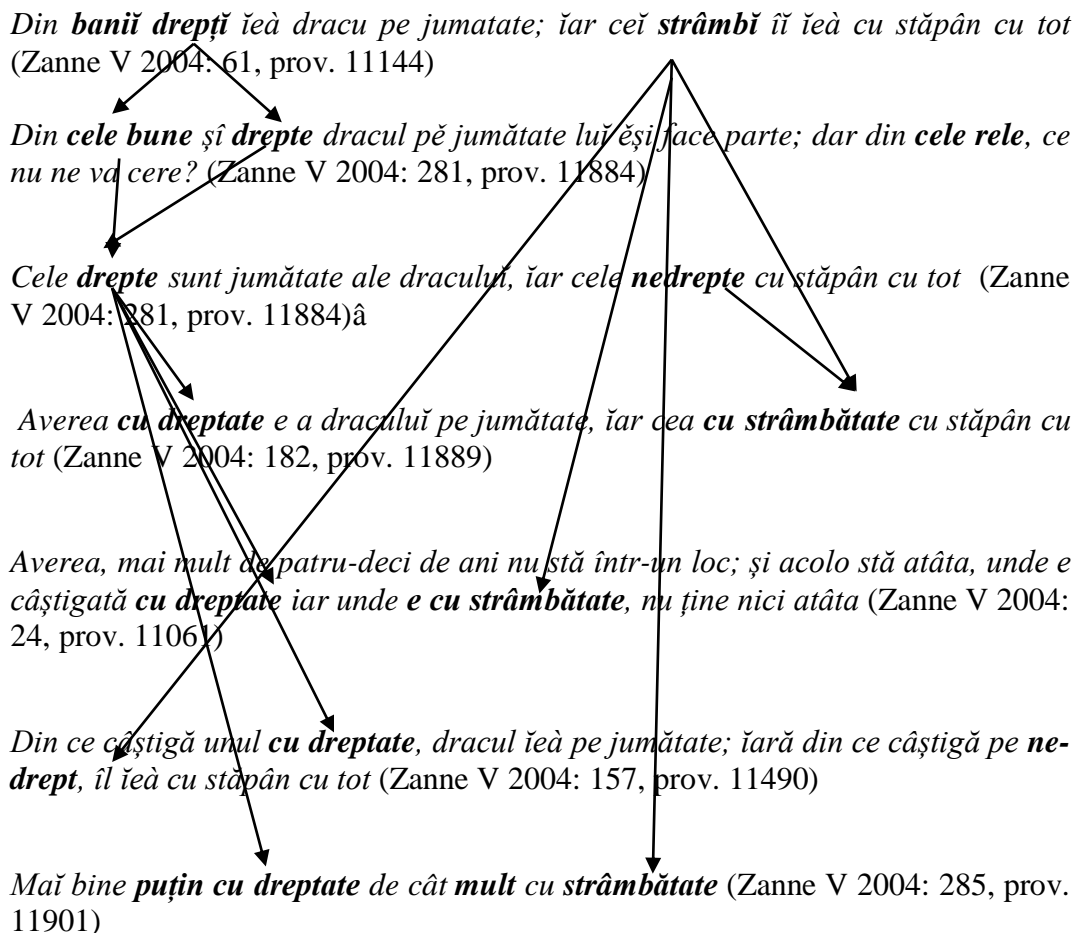 Din baniĭ drepțĭ ĭeà dracu pe jumatate; ĭar ceĭ strâmbĭ îĭ ĭeà cu stăpân cu tot
(Zanne V 2004: 61, prov. 11144)
Din cele bune șî drepte dracul pĕ jumătate luĭ ĕși face parte; dar din cele rele, ce
nu ne va cere? (Zanne V 2004: 281, prov. 11884)
Cele drepte sunt jumătate ale draculuĭ, ĭar cele nedrepte cu stăpân cu tot (Zanne
V 2004: 281, prov. 11884)â
Averea cu dreptate e a draculuĭ pe jumătate, ĭar cea cu strâmbătate cu stăpân cu
tot (Zanne V 2004: 182, prov. 11889)
Averea, mai mult de patru-deci de ani nu stă într-un loc; și acolo stă atâta, unde e
câștigată cu dreptate iar unde e cu strâmbătate, nu ține nici atâta (Zanne V 2004:
24, prov. 11061)
Din ce câștigă unul cu dreptate, dracul ĭeà pe jumătate; ĭară din ce câștigă pe ne-
drept, îl ĭeà cu stăpân cu tot (Zanne V 2004: 157, prov. 11490)
Maĭ bine puțin cu dreptate de cât mult cu strâmbătate (Zanne V 2004: 285, prov.
11901)